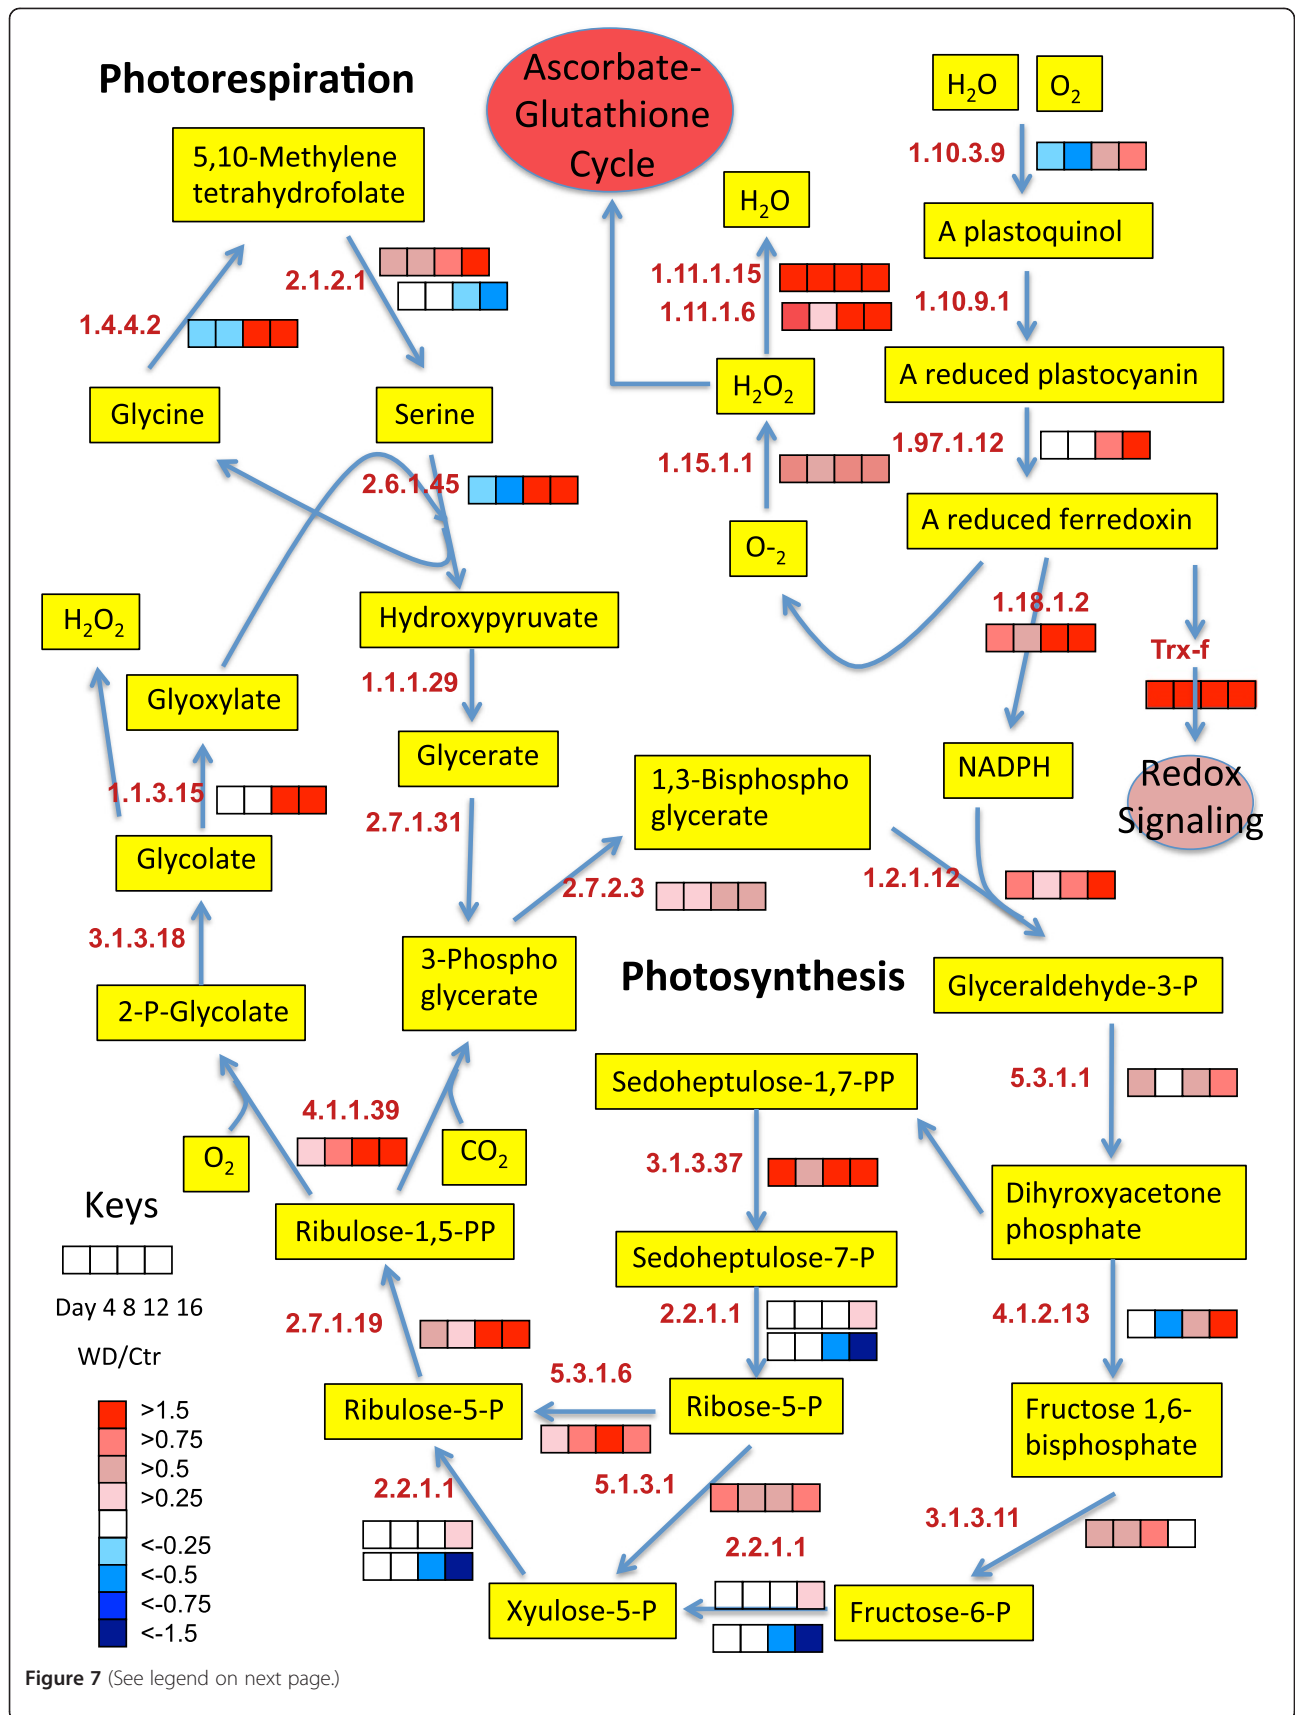 Photorespiration
Ascorbate-
Glutathione
Cycle
H₂O
O₂
1.10.3.9
5,10-Methylene
tetrahydrofolate
H₂O
A plastoquinol
2.1.2.1
1.11.1.15
1.11.1.6
1.10.9.1
1.4.4.2
Glycine
Serine
H₂O₂
A reduced plastocyanin
1.97.1.12
1.15.1.1
2.6.1.45
A reduced ferredoxin
O-₂
H₂O₂
Hydroxypyruvate
1.18.1.2
Trx-f
1.1.1.29
Glyoxylate
Glycerate
NADPH
Redox
Signaling
1,3-Bisphospho
glycerate
1.1.3.15
2.7.1.31
Glycolate
2.7.2.3
1.2.1.12
3.1.3.18
3-Phospho
glycerate
Photosynthesis
Glyceraldehyde-3-P
2-P-Glycolate
Sedoheptulose-1,7-PP
5.3.1.1
4.1.1.39
O₂
CO₂
3.1.3.37
Dihyroxyacetone
phosphate
Keys
Ribulose-1,5-PP
Sedoheptulose-7-P
Day 4 8 12 16
2.7.1.19
2.2.1.1
4.1.2.13
WD/Ctr
5.3.1.6
Ribulose-5-P
Ribose-5-P
Fructose 1,6-
bisphosphate
>1.5
>0.75
>0.5
>0.25
<-0.25
<-0.5
<-0.75
<-1.5
2.2.1.1
5.1.3.1
2.2.1.1
3.1.3.11
Xyulose-5-P
Fructose-6-P
Figure 7 (See legend on next page.)